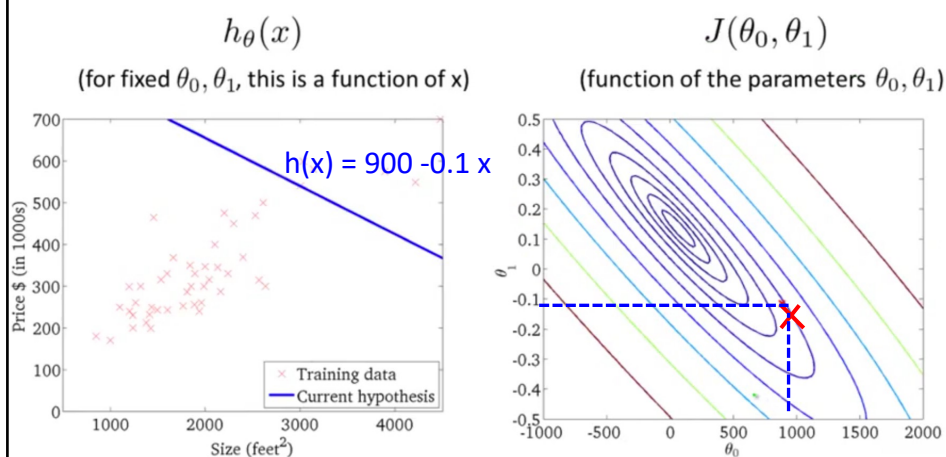 hθ(x)
(for fixed θ0, θ1, this is a function of x)
700
600
500
400
300
200
100
0
Price $ (in 1000s)
1000
2000
3000
4000
Size (feet²)
h(x) = 900 -0.1 x
Training data
Current hypothesis
J(θ0, θ1)
(function of the parameters θ0, θ1)
0.5
0.4
0.3
0.2
0.1
0
-0.1
-0.2
-0.3
-0.4
-0.5
θ1
-1000
-500
0
500
1000
1500
2000
θ0